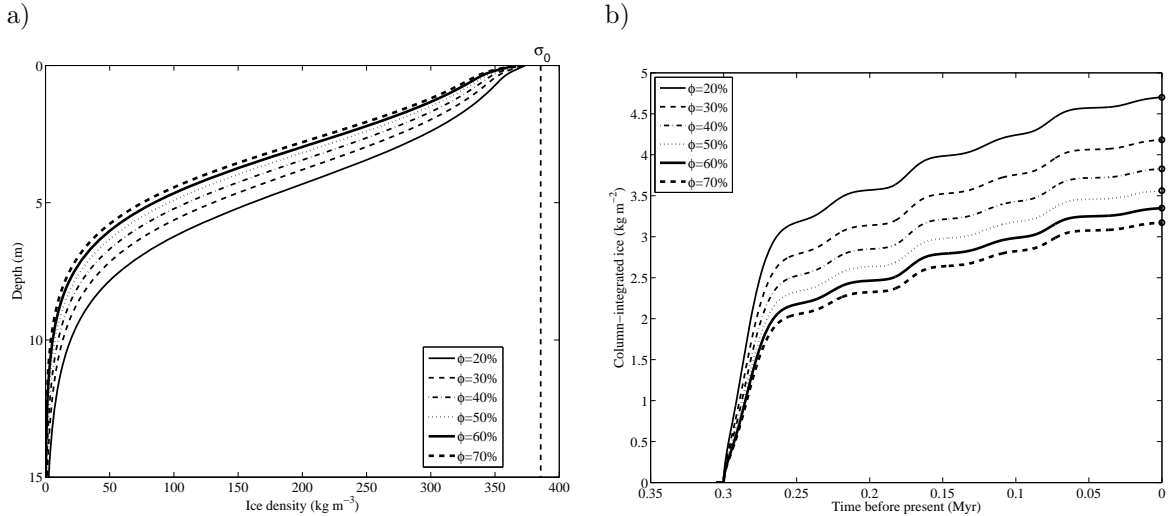 a)
σ0
0
5
10
15
Depth (m)
0 50 100 150 200 250 300 350 400
Ice density (kg m−3)
ϕ=20%
ϕ=30%
ϕ=40%
ϕ=50%
ϕ=60%
ϕ=70%
b)
5
4.5
4
3.5
3
2.5
2
1.5
1
0.5
0
Column−integrated ice (kg m−2)
0.35 0.3 0.25 0.2 0.15 0.1 0.05 0
Time before present (Myr)
ϕ=20%
ϕ=30%
ϕ=40%
ϕ=50%
ϕ=60%
ϕ=70%